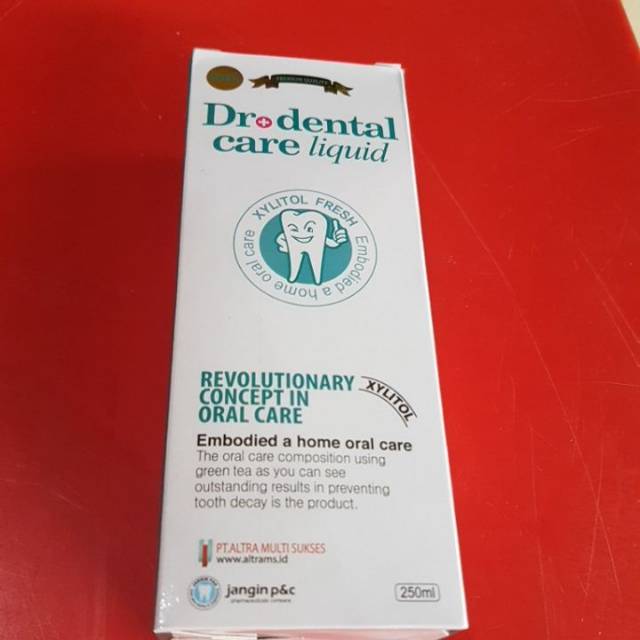 PREMIUM QUALITY
Dr dental
care liquid
XYLITOL FRESH
Embodied a home oral care
REVOLUTIONARY
CONCEPT IN
ORAL CARE
XYLITOL
Embodied a home oral care
The oral care composition using
green tea as you can see
outstanding results in preventing
tooth decay is the product.
PT.ALTRA MULTI SUKSES
www.altrams.id
jangin p&c
250ml